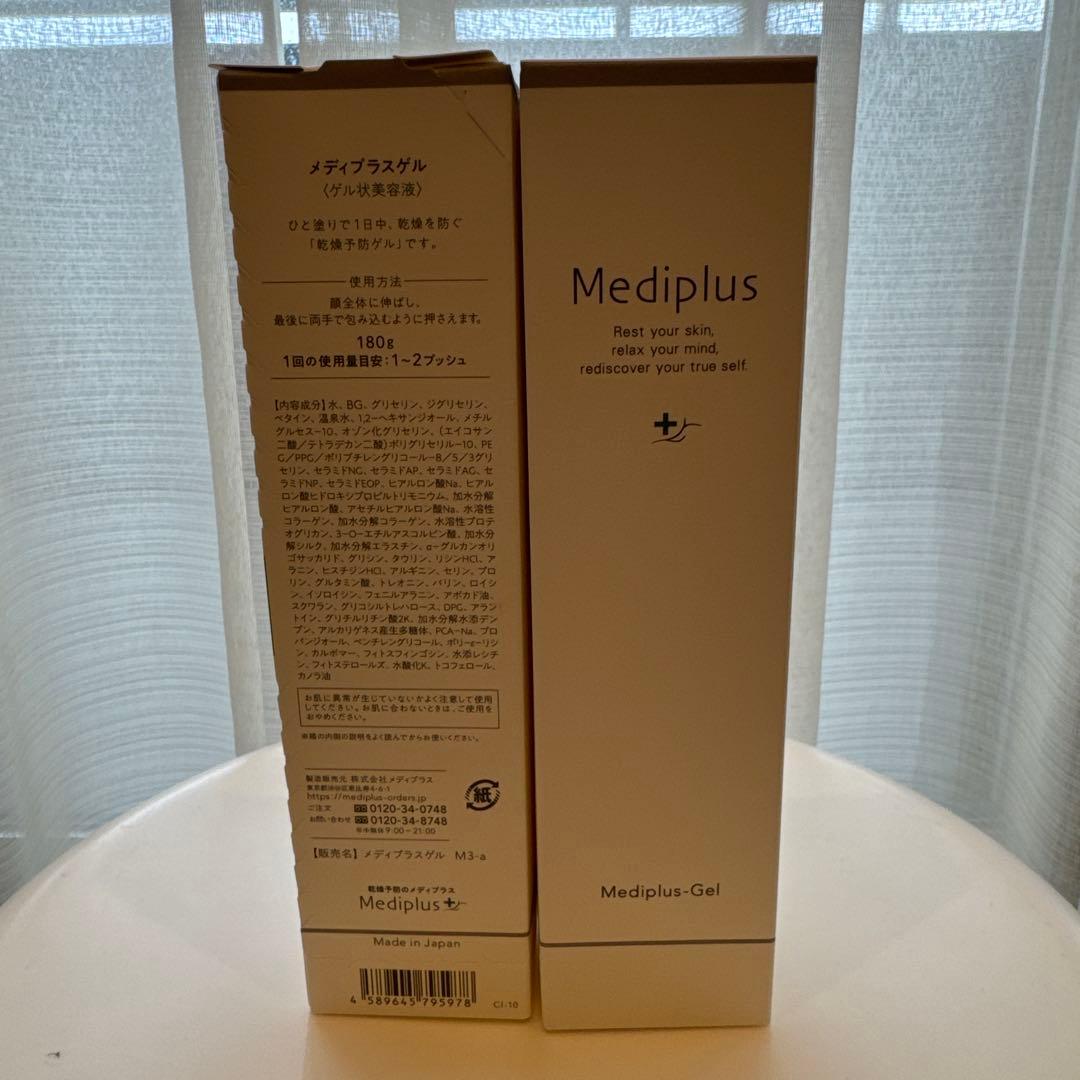 メディプラスゲル
〈ゲル状美容液〉
ひと塗りで1日中、乾燥を防ぐ
「乾燥予防ゲル」です。
使用方法
顔全体に伸ばし、
最後に両手で包み込むように押さえます。
180g
1回の使用量目安:1〜2プッシュ
【内容成分】水、BG、グリセリン、ジグリセリン、
ベタイン、温泉水、1,2-ヘキサンジオール、メチル
グルセス-10、オゾン化グリセリン、(エイコサン
二酸/テトラデカン二酸)ポリグリセリル-10、PE
G/PPG/ポリブチレングリコール-8/5/3グリ
セリン、セラミドNG、セラミドAP、セラミドAG、セ
ラミドNP、セラミドEOP、ヒアルロン酸Na、ヒアル
ロン酸ヒドロキシプロピルトリモニウム、加水分解
ヒアルロン酸、アセチルヒアルロン酸Na、水溶性
コラーゲン、加水分解コラーゲン、水溶性プロテ
オグリカン、3-O-エチルアスコルビン酸、加水分
解シルク、加水分解エラスチン、α-グルカンオリ
ゴサッカリド、グリシン、タウリン、リシンHCl、ア
ラニン、ヒスチジンHCl、アルギニン、セリン、プロ
リン、グルタミン酸、トレオニン、バリン、ロイシ
ン、イソロイシン、フェニルアラニン、アボカド油、
スクワラン、グリコシルトレハロース、DPG、アラン
トイン、グリチルリチン酸2K、加水分解水添デン
プン、アルカリゲネス産生多糖体、PCA-Na、プロ
パンジオール、ペンチレングリコール、ポリ-ε-リシ
ン、カルボマー、フィトスフィンゴシン、水添レシチ
ン、フィトステロールズ、水酸化K、トコフェロール、
カノラ油
お肌に異常が生じていないかよく注意して使用
してください。お肌に合わないときは、ご使用を
おやめください。
※箱の内側の説明をよく読んでからお使いください。
製造販売元 株式会社メディプラス
東京都渋谷区恵比寿4-6-1
https://mediplus-orders.jp
ご注文 0120-34-0748
お問い合わせ 0120-34-8748
年中無休9:00〜21:00
紙
【販売名】メディプラスゲル M3-a
乾燥予防のメディプラス
Mediplus
Made in Japan
4 589645 795978
CI-10
Mediplus
Rest your skin,
relax your mind,
rediscover your true self.
Mediplus-Gel